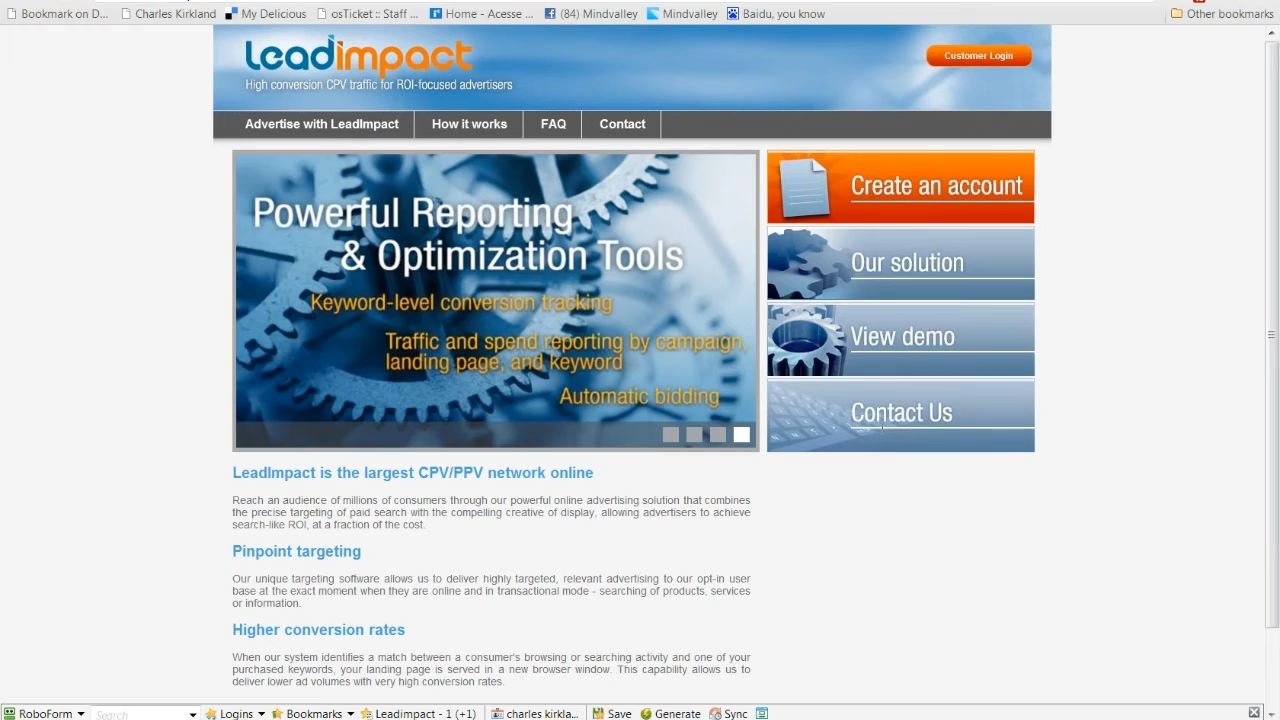 Bookmark on D... Charles Kirkland My Delicious osTicket :: Staff ... Home - Acesse ... (84) Mindvalley Mindvalley Baidu, you know Other bookmarks
Leadimpact
High conversion CPV traffic for ROI-focused advertisers
Customer Login
Advertise with LeadImpact How it works FAQ Contact
Powerful Reporting
& Optimization Tools
Keyword-level conversion tracking
Traffic and spend reporting by campaign,
landing page, and keyword
Automatic bidding
Create an account
Our solution
View demo
Contact Us
LeadImpact is the largest CPV/PPV network online
Reach an audience of millions of consumers through our powerful online advertising solution that combines
the precise targeting of paid search with the compelling creative of display, allowing advertisers to achieve
search-like ROI, at a fraction of the cost.
Pinpoint targeting
Our unique targeting software allows us to deliver highly targeted, relevant advertising to our opt-in user
base at the exact moment when they are online and in transactional mode - searching of products, services
or information.
Higher conversion rates
When our system identifies a match between a consumer's browsing or searching activity and one of your
purchased keywords, your landing page is served in a new browser window. This capability allows us to
deliver lower ad volumes with very high conversion rates.
RoboForm Search Logins Bookmarks Leadimpact - 1 (+1) charles kirkla... Save Generate Sync